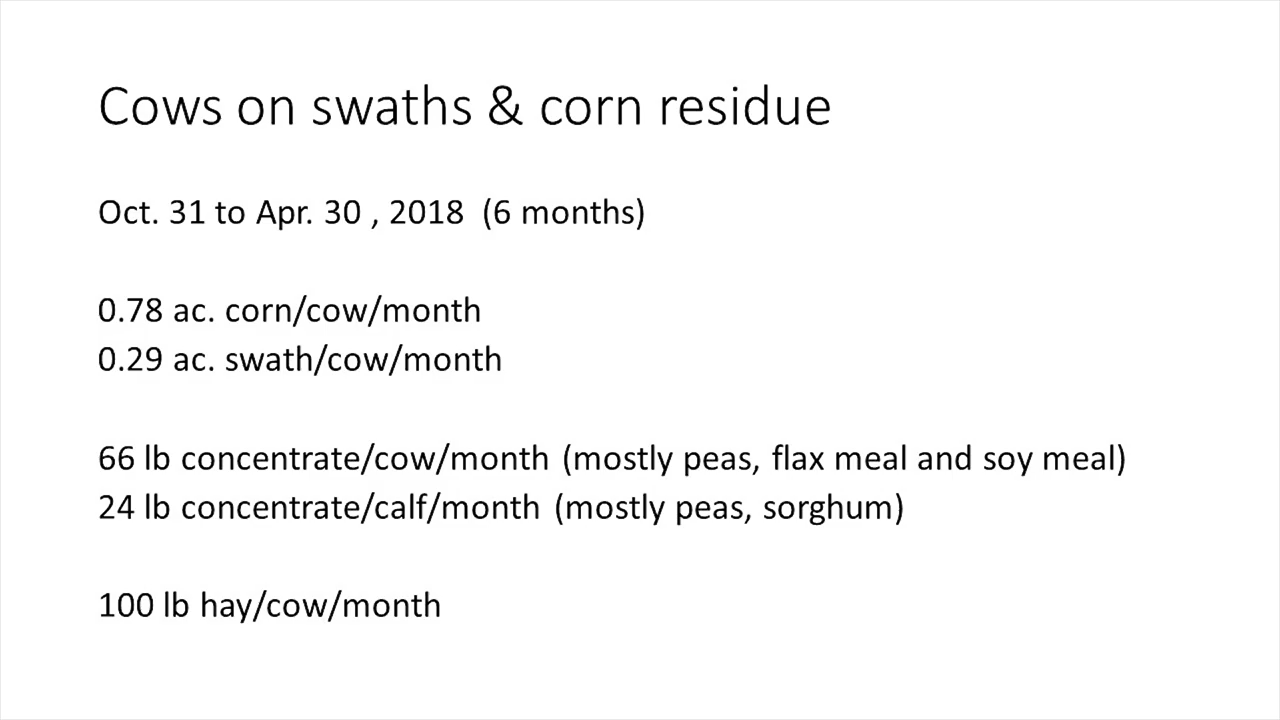 Cows on swaths & corn residue
Oct. 31 to Apr. 30 , 2018 (6 months)
0.78 ac. corn/cow/month
0.29 ac. swath/cow/month
66 lb concentrate/cow/month (mostly peas, flax meal and soy meal)
24 lb concentrate/calf/month (mostly peas, sorghum)
100 lb hay/cow/month